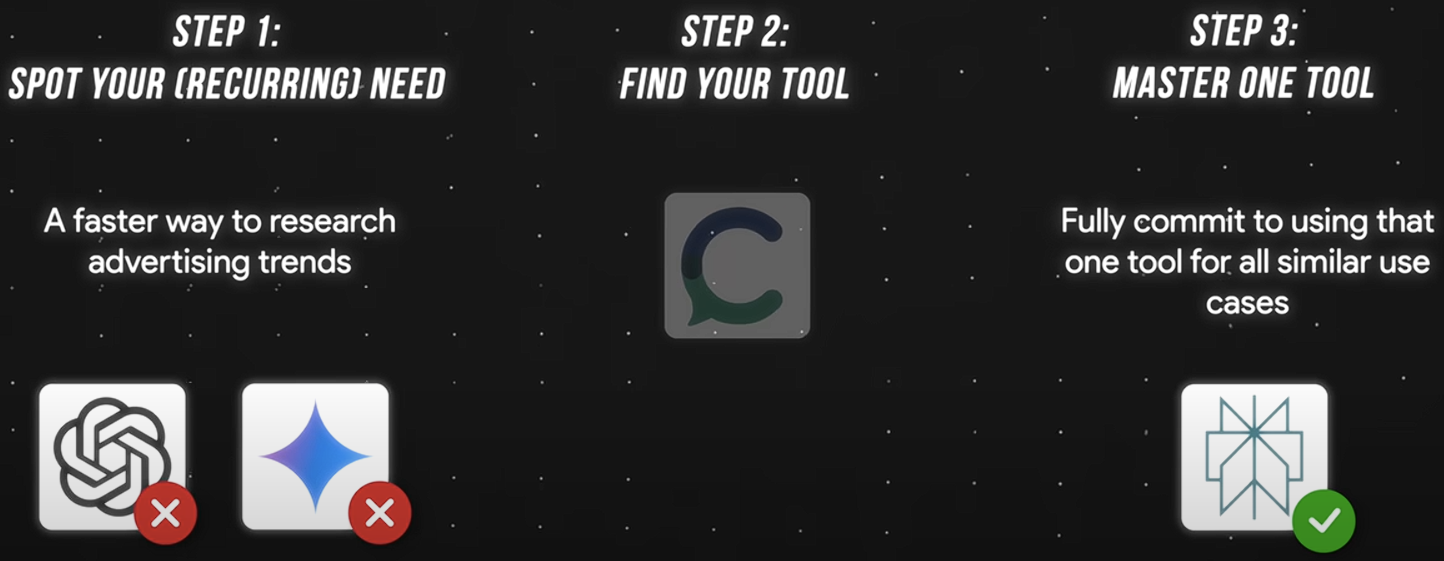 STEP 1:
SPOT YOUR (RECURRING) NEED
A faster way to research
advertising trends
STEP 2:
FIND YOUR TOOL
STEP 3:
MASTER ONE TOOL
Fully commit to using that
one tool for all similar use
cases